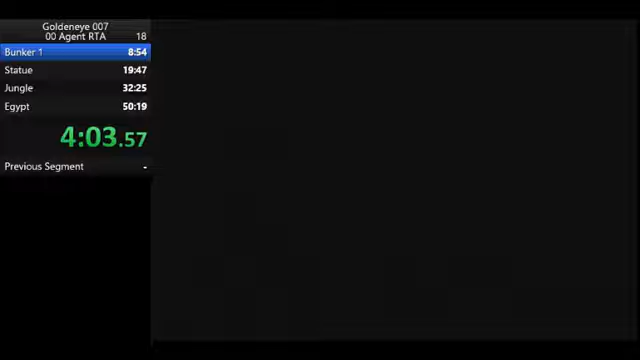 Goldeneye 007
00 Agent RTA 18
Bunker 1 8:54
Statue 19:47
Jungle 32:25
Egypt 50:19
4:03.57
Previous Segment -